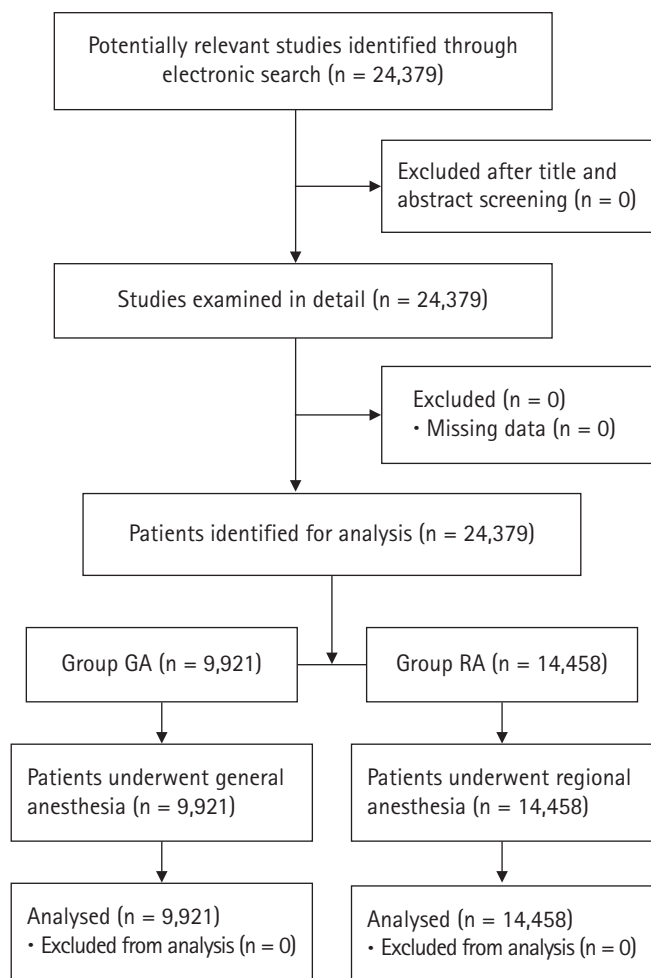 Potentially relevant studies identified through
electronic search (n = 24,379)
Excluded after title and
abstract screening (n = 0)
Studies examined in detail (n = 24,379)
Excluded (n = 0)
• Missing data (n = 0)
Patients identified for analysis (n = 24,379)
Group GA (n = 9,921)
Group RA (n = 14,458)
Patients underwent general
anesthesia (n = 9,921)
Patients underwent regional
anesthesia (n = 14,458)
Analysed (n = 9,921)
• Excluded from analysis (n = 0)
Analysed (n = 14,458)
• Excluded from analysis (n = 0)